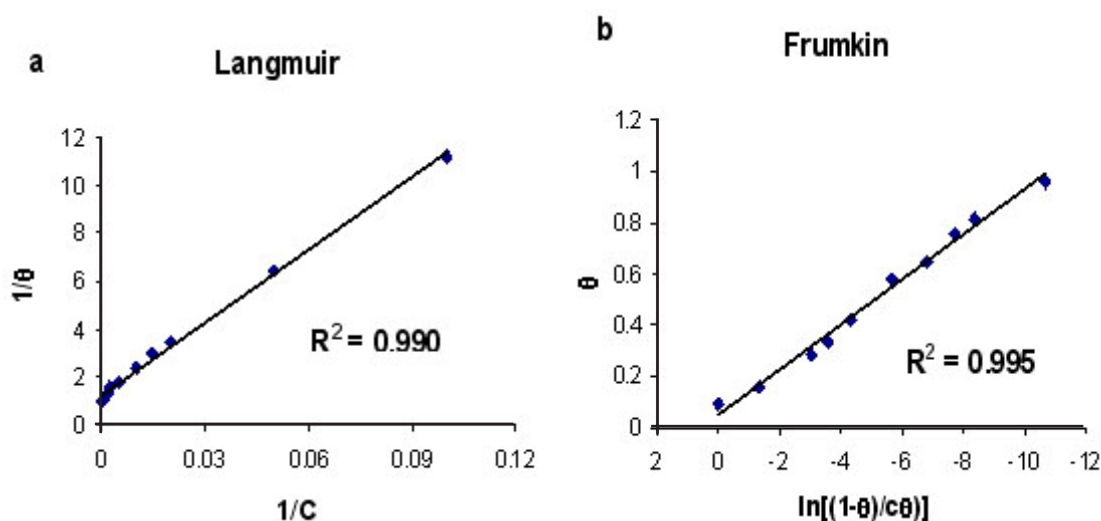 a
Langmuir
12
10
8
6
4
2
0
1/θ
R² = 0.990
0 0.03 0.06 0.09 0.12
1/C
b
Frumkin
1.2
1
0.8
0.6
0.4
0.2
0
θ
R² = 0.995
2 0 -2 -4 -6 -8 -10 -12
ln[(1-θ)/cθ)]